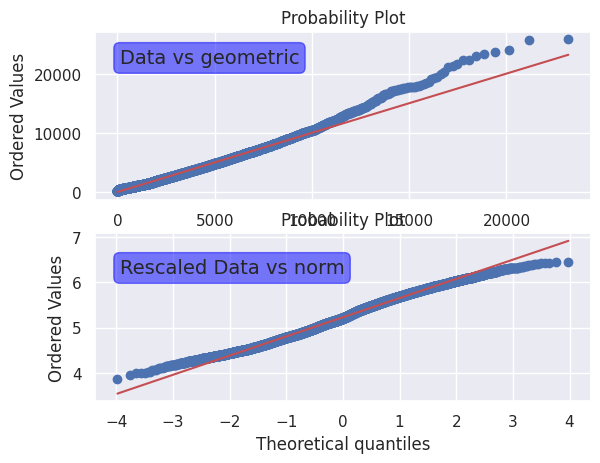 Probability Plot
Data vs geometric
Ordered Values
20000
10000
0
0 5000 10000 15000 20000
Probability Plot
Rescaled Data vs norm
Ordered Values
7
6
5
4
−4 −3 −2 −1 0 1 2 3 4
Theoretical quantiles